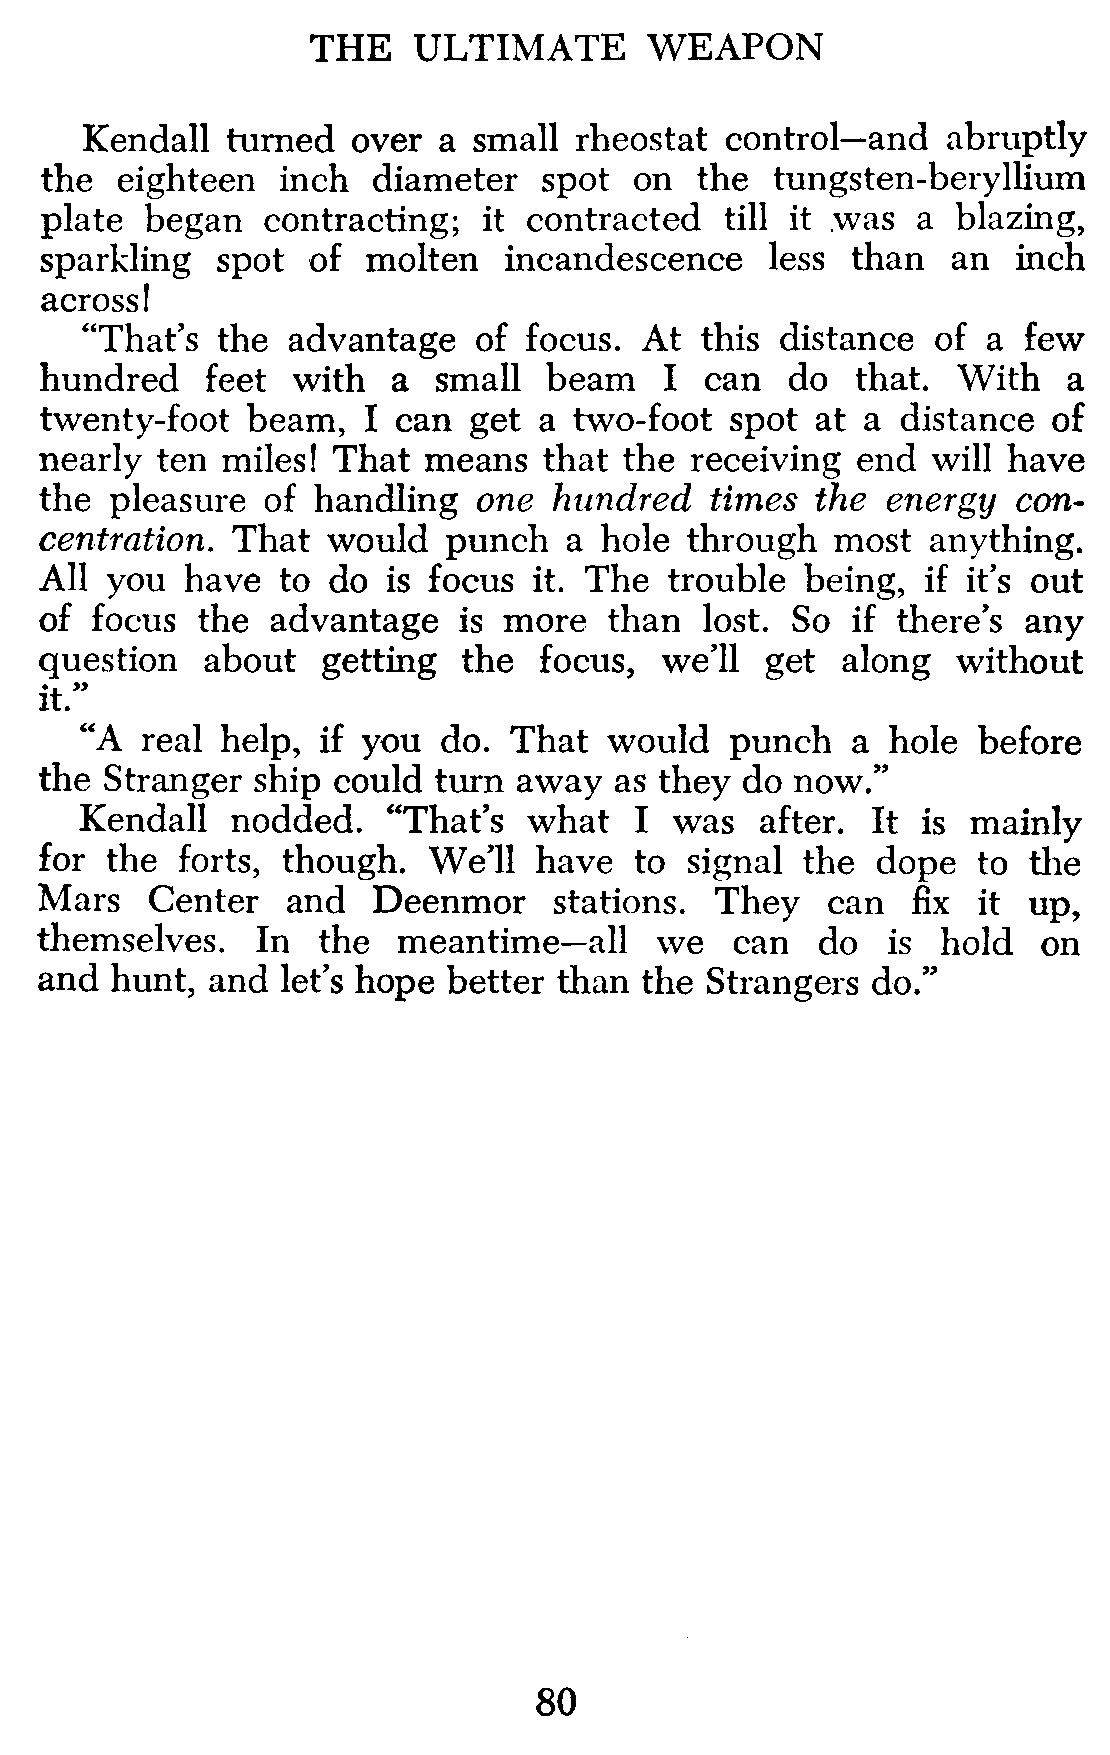 THE ULTIMATE WEAPON
Kendall turned over a small rheostat control—and abruptly
the eighteen inch diameter spot on the tungsten-beryllium
plate began contracting; it contracted till it was a blazing,
sparkling spot of molten incandescence less than an inch
across!
“That’s the advantage of focus. At this distance of a few
hundred feet with a small beam I can do that. With a
twenty-foot beam, I can get a two-foot spot at a distance of
nearly ten miles! That means that the receiving end will have
the pleasure of handling one hundred times the energy con-
centration. That would punch a hole through most anything.
All you have to do is focus it. The trouble being, if it’s out
of focus the advantage is more than lost. So if there’s any
question about getting the focus, we’ll get along without
it.”
“A real help, if you do. That would punch a hole before
the Stranger ship could turn away as they do now.”
Kendall nodded. “That’s what I was after. It is mainly
for the forts, though. We’ll have to signal the dope to the
Mars Center and Deenmor stations. They can fix it up,
themselves. In the meantime—all we can do is hold on
and hunt, and let’s hope better than the Strangers do.”
80